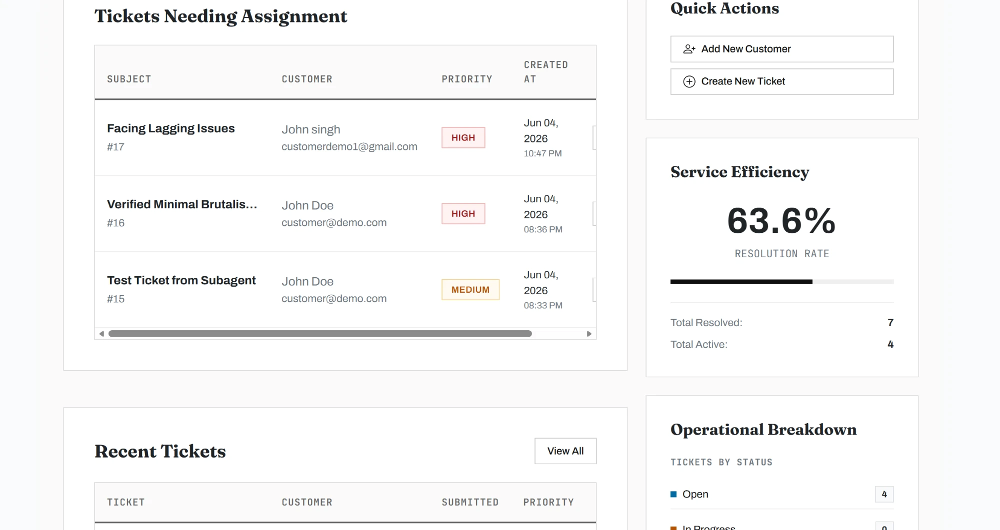 Tickets Needing Assignment
SUBJECT
CUSTOMER
PRIORITY
CREATED
AT
Facing Lagging Issues
#17
John singh
customerdemo1@gmail.com
HIGH
Jun 04,
2026
10:47 PM
Verified Minimal Brutalis...
#16
John Doe
customer@demo.com
HIGH
Jun 04,
2026
08:36 PM
Test Ticket from Subagent
#15
John Doe
customer@demo.com
MEDIUM
Jun 04,
2026
08:33 PM
Recent Tickets
View All
TICKET
CUSTOMER
SUBMITTED
PRIORITY
Quick Actions
Add New Customer
Create New Ticket
Service Efficiency
63.6%
RESOLUTION RATE
Total Resolved:
7
Total Active:
4
Operational Breakdown
TICKETS BY STATUS
Open
4
In Progress
0